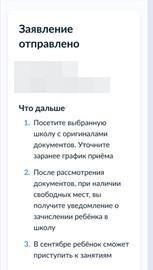 Заявление
отправлено
Что дальше
1. Посетите выбранную
школу с оригиналами
документов. Уточните
заранее график приёма
2. После рассмотрения
документов, при наличии
свободных мест, вы
получите уведомление о
зачислении ребёнка в
школу
3. В сентябре ребёнок сможет
приступить к занятиям